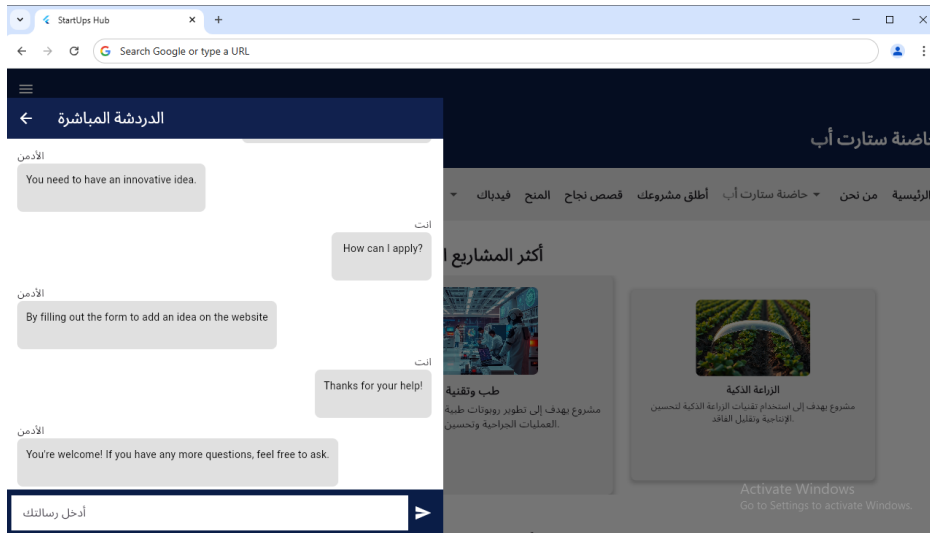 StartUps Hub
Search Google or type a URL
الدردشة المباشرة
الأدمن
You need to have an innovative idea.
انت
How can I apply?
الأدمن
By filling out the form to add an idea on the website
انت
Thanks for your help!
الأدمن
You're welcome! If you have any more questions, feel free to ask.
أدخل رسالتك
حاضنة ستارت أب
الرئيسية من نحن حاضنة ستارت أب أطلق مشروعك قصص نجاح المنح فيدباك
أكثر المشاريع
الزراعة الذكية
مشروع يهدف إلى استخدام تقنيات الزراعة الذكية لتحسين
الإنتاجية وتقليل الفاقد.
طب وتقنية
مشروع يهدف إلى تطوير روبوتات طبية
العمليات الجراحية وتحسين.
Activate Windows
Go to Settings to activate Windows.